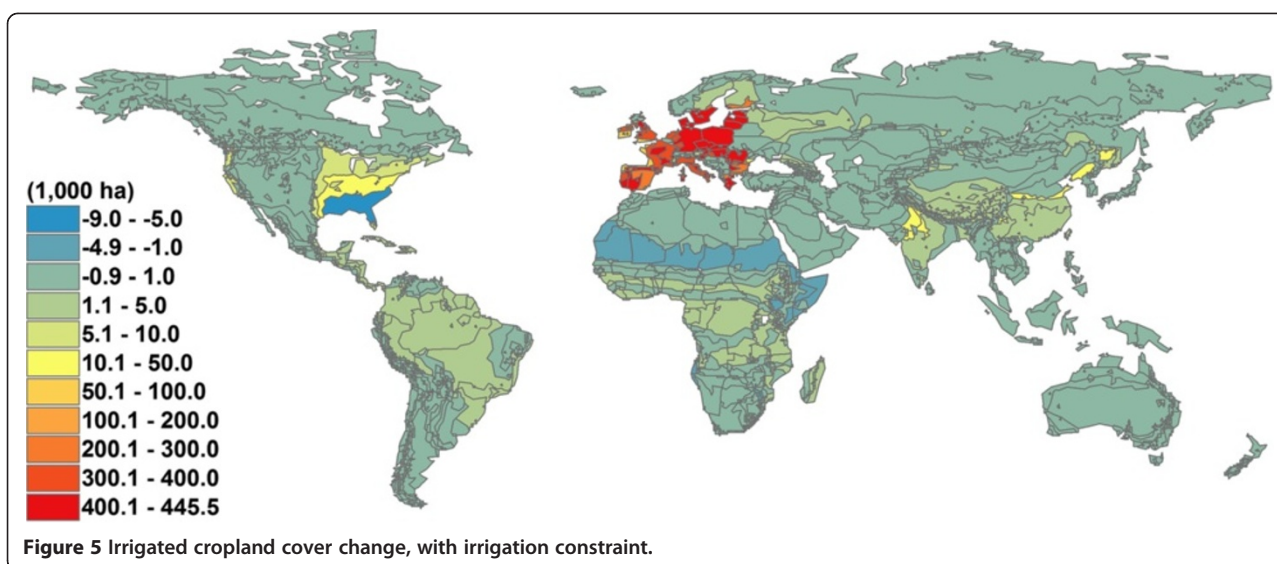 (1,000 ha)
-9.0 - -5.0
-4.9 - -1.0
-0.9 - 1.0
1.1 - 5.0
5.1 - 10.0
10.1 - 50.0
50.1 - 100.0
100.1 - 200.0
200.1 - 300.0
300.1 - 400.0
400.1 - 445.5
Figure 5 Irrigated cropland cover change, with irrigation constraint.